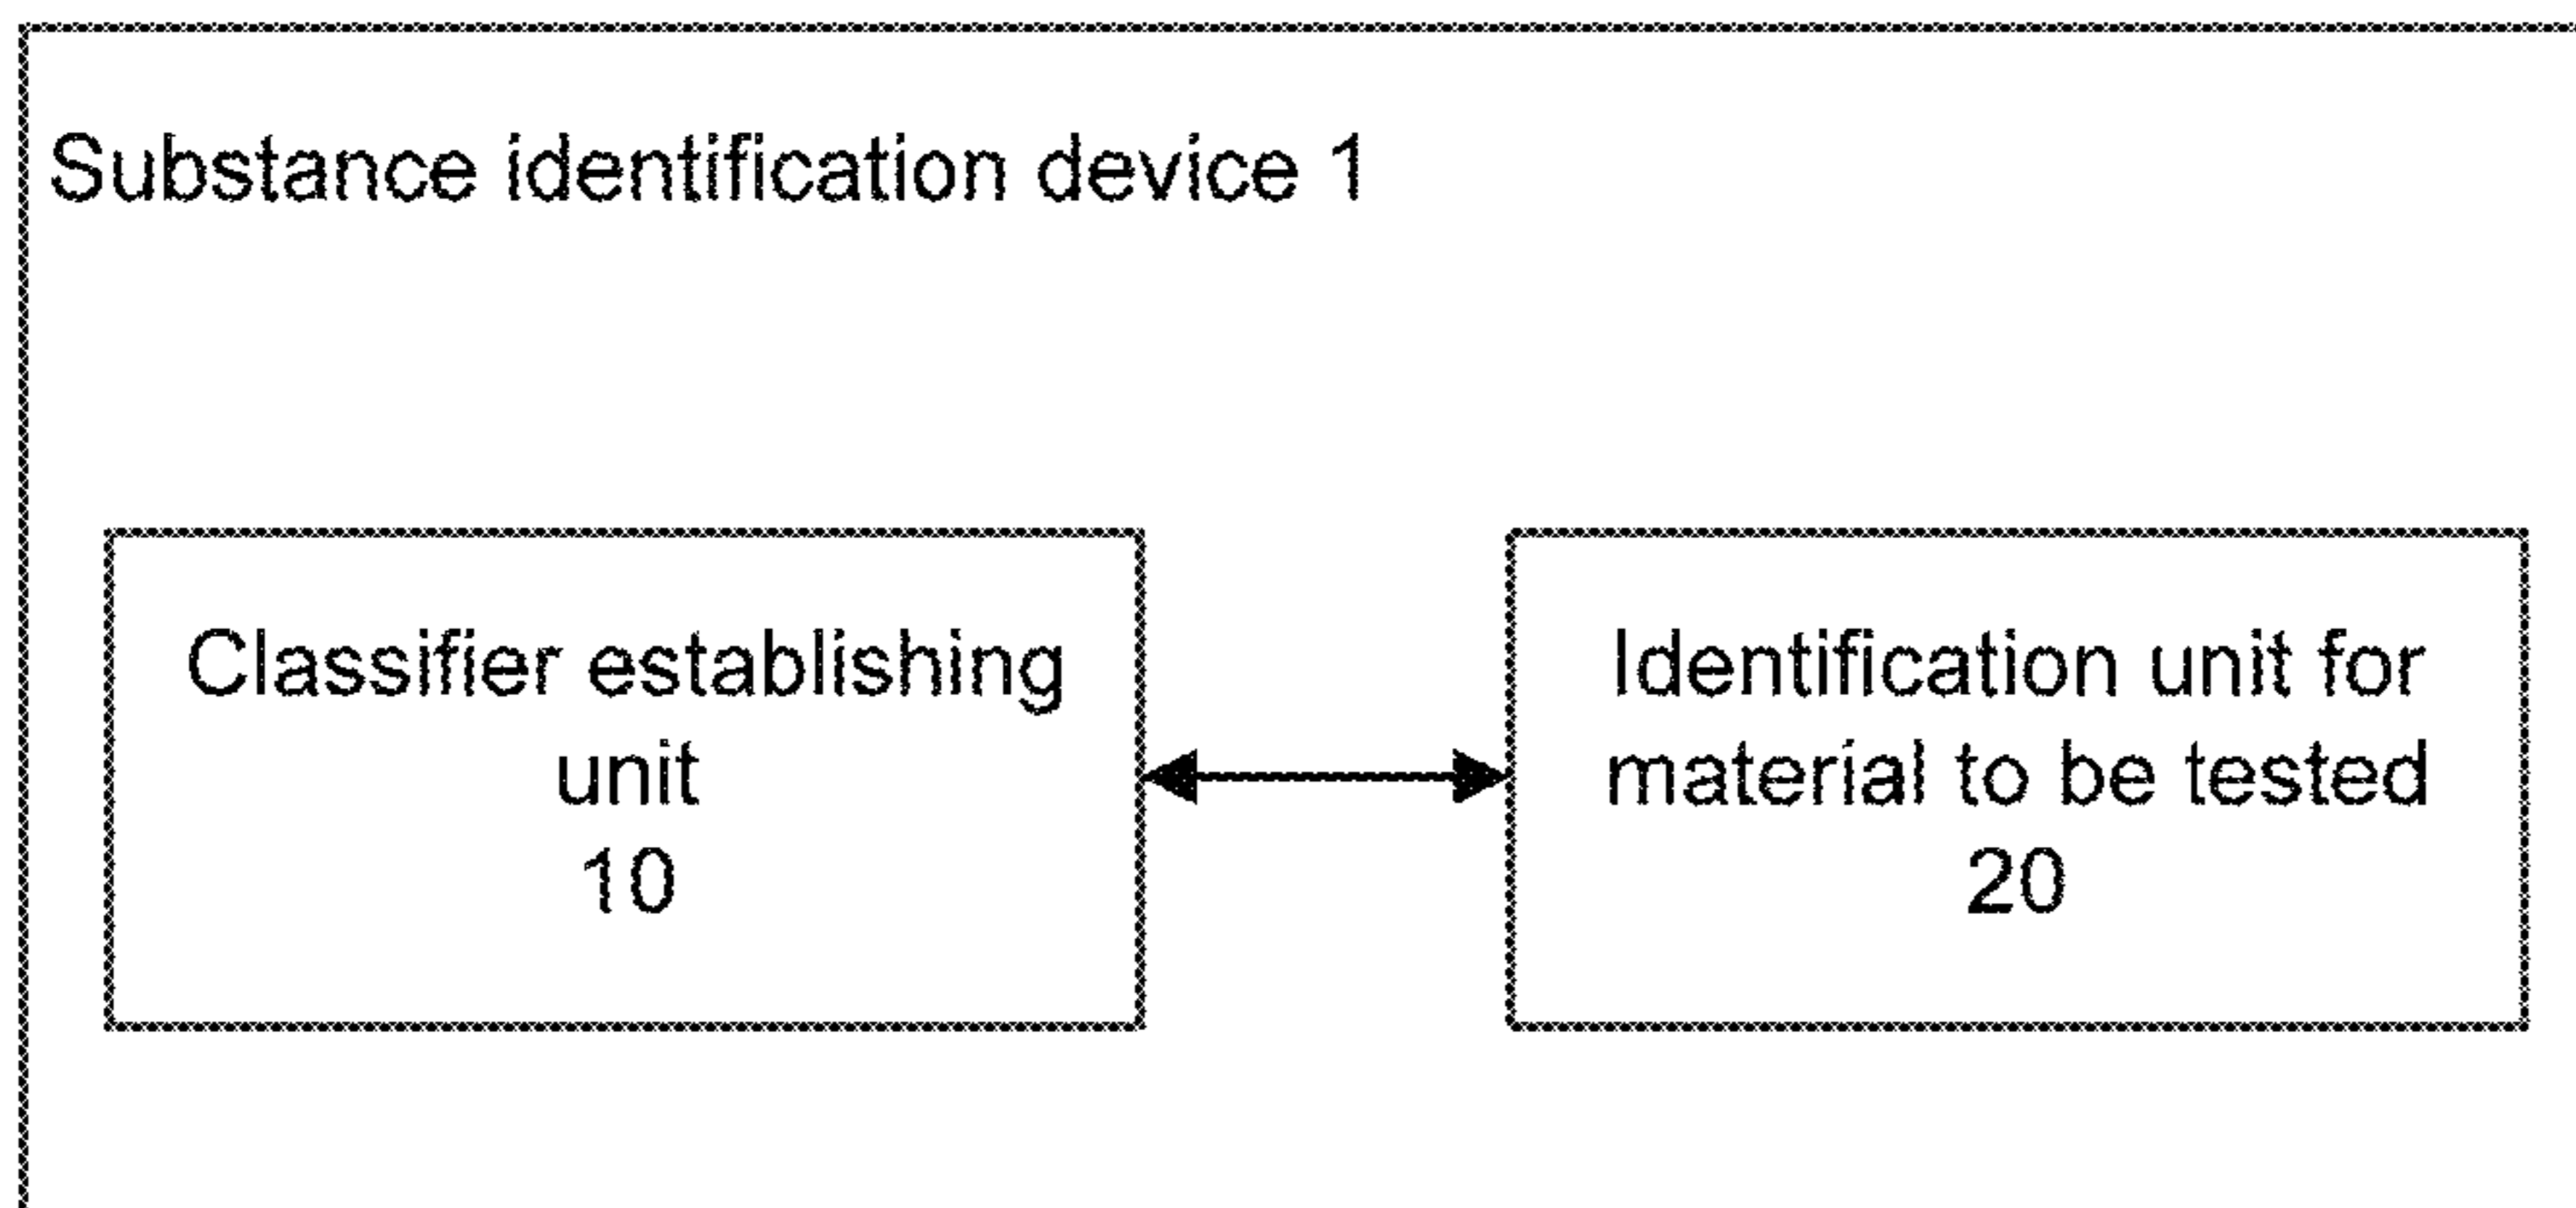 Substance identification device 1
Classifier establishing
unit
10
Identification unit for
material to be tested
20